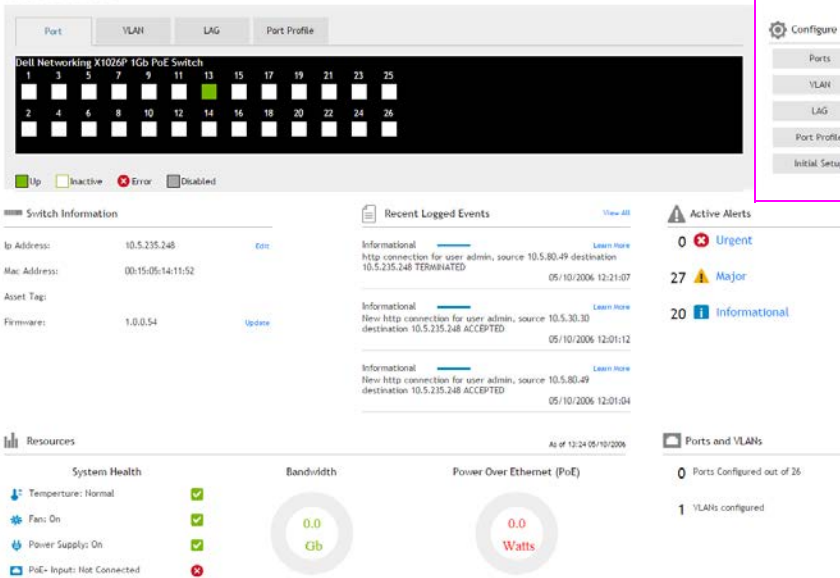 Port VLAN LAG Port Profile
Dell Networking X1026P 1Gb PoE Switch
1 3 5 7 9 11 13 15 17 19 21 23 25
2 4 6 8 10 12 14 16 18 20 22 24 26
Up Inactive Error Disabled
Configure
Ports
VLAN
LAG
Port Profile
Initial Setup
Switch Information
Ip Address: 10.5.235.248 Edit
Mac Address: 00:15:05:14:11:52
Asset Tag:
Firmware: 1.0.0.54 Update
Recent Logged Events View All
Informational Learn More
http connection for user admin, source 10.5.80.49 destination
10.5.235.248 TERMINATED
05/10/2006 12:21:07
Informational Learn More
New http connection for user admin, source 10.5.30.30
destination 10.5.235.248 ACCEPTED
05/10/2006 12:01:12
Informational Learn More
New http connection for user admin, source 10.5.80.49
destination 10.5.235.248 ACCEPTED
05/10/2006 12:01:04
Active Alerts
0 Urgent
27 Major
20 Informational
Resources As of 13:24 05/10/2006
System Health
Temperture: Normal
Fan: On
Power Supply: On
PoE+ Input: Not Connected
Bandwidth
0.0
Gb
Power Over Ethernet (PoE)
0.0
Watts
Ports and VLANs
0 Ports Configured out of 26
1 VLANs configured